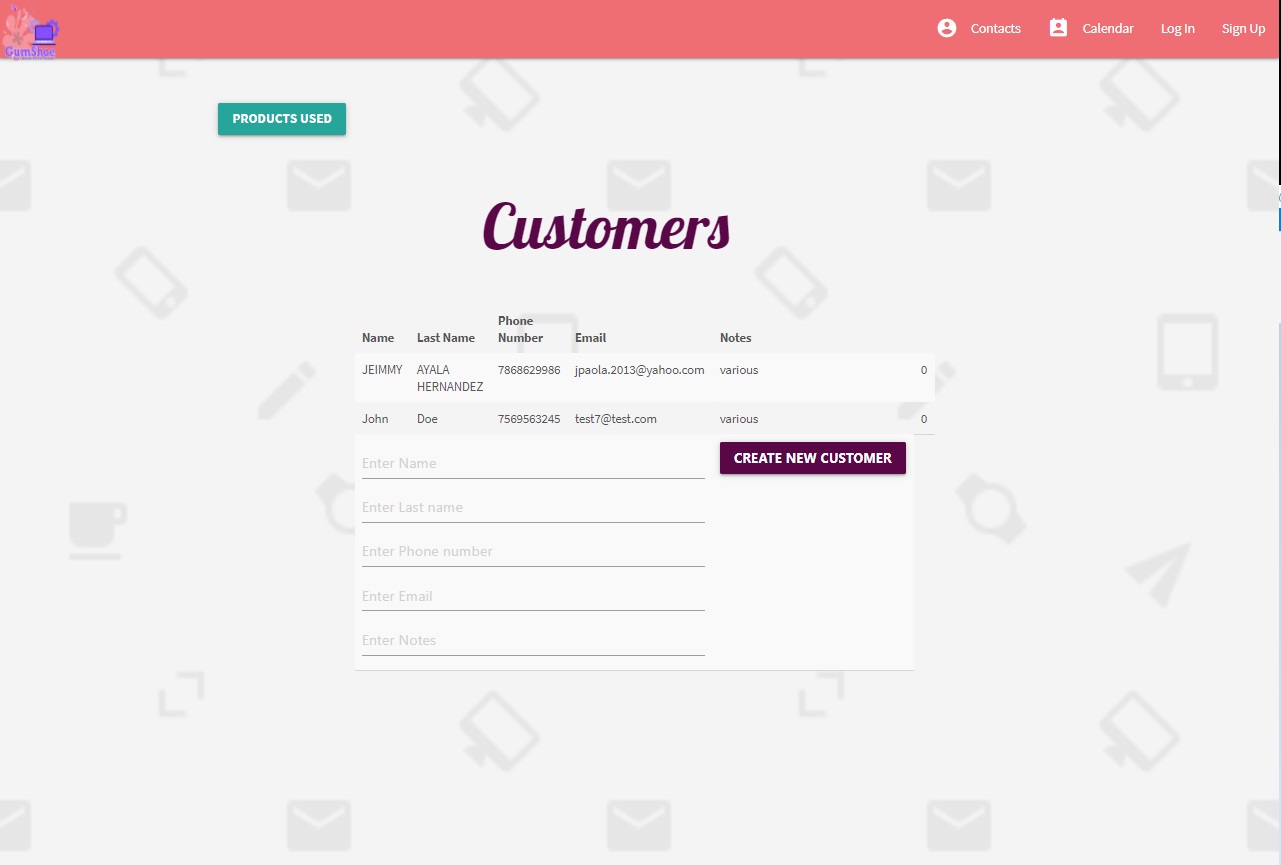 GumShoe
Contacts Calendar Log In Sign Up
PRODUCTS USED
Customers
Name Last Name Phone Number Email Notes
JEIMMY AYALA HERNANDEZ 7868629986 jpaola.2013@yahoo.com various 0
John Doe 7569563245 test7@test.com various 0
Enter Name
CREATE NEW CUSTOMER
Enter Last name
Enter Phone number
Enter Email
Enter Notes